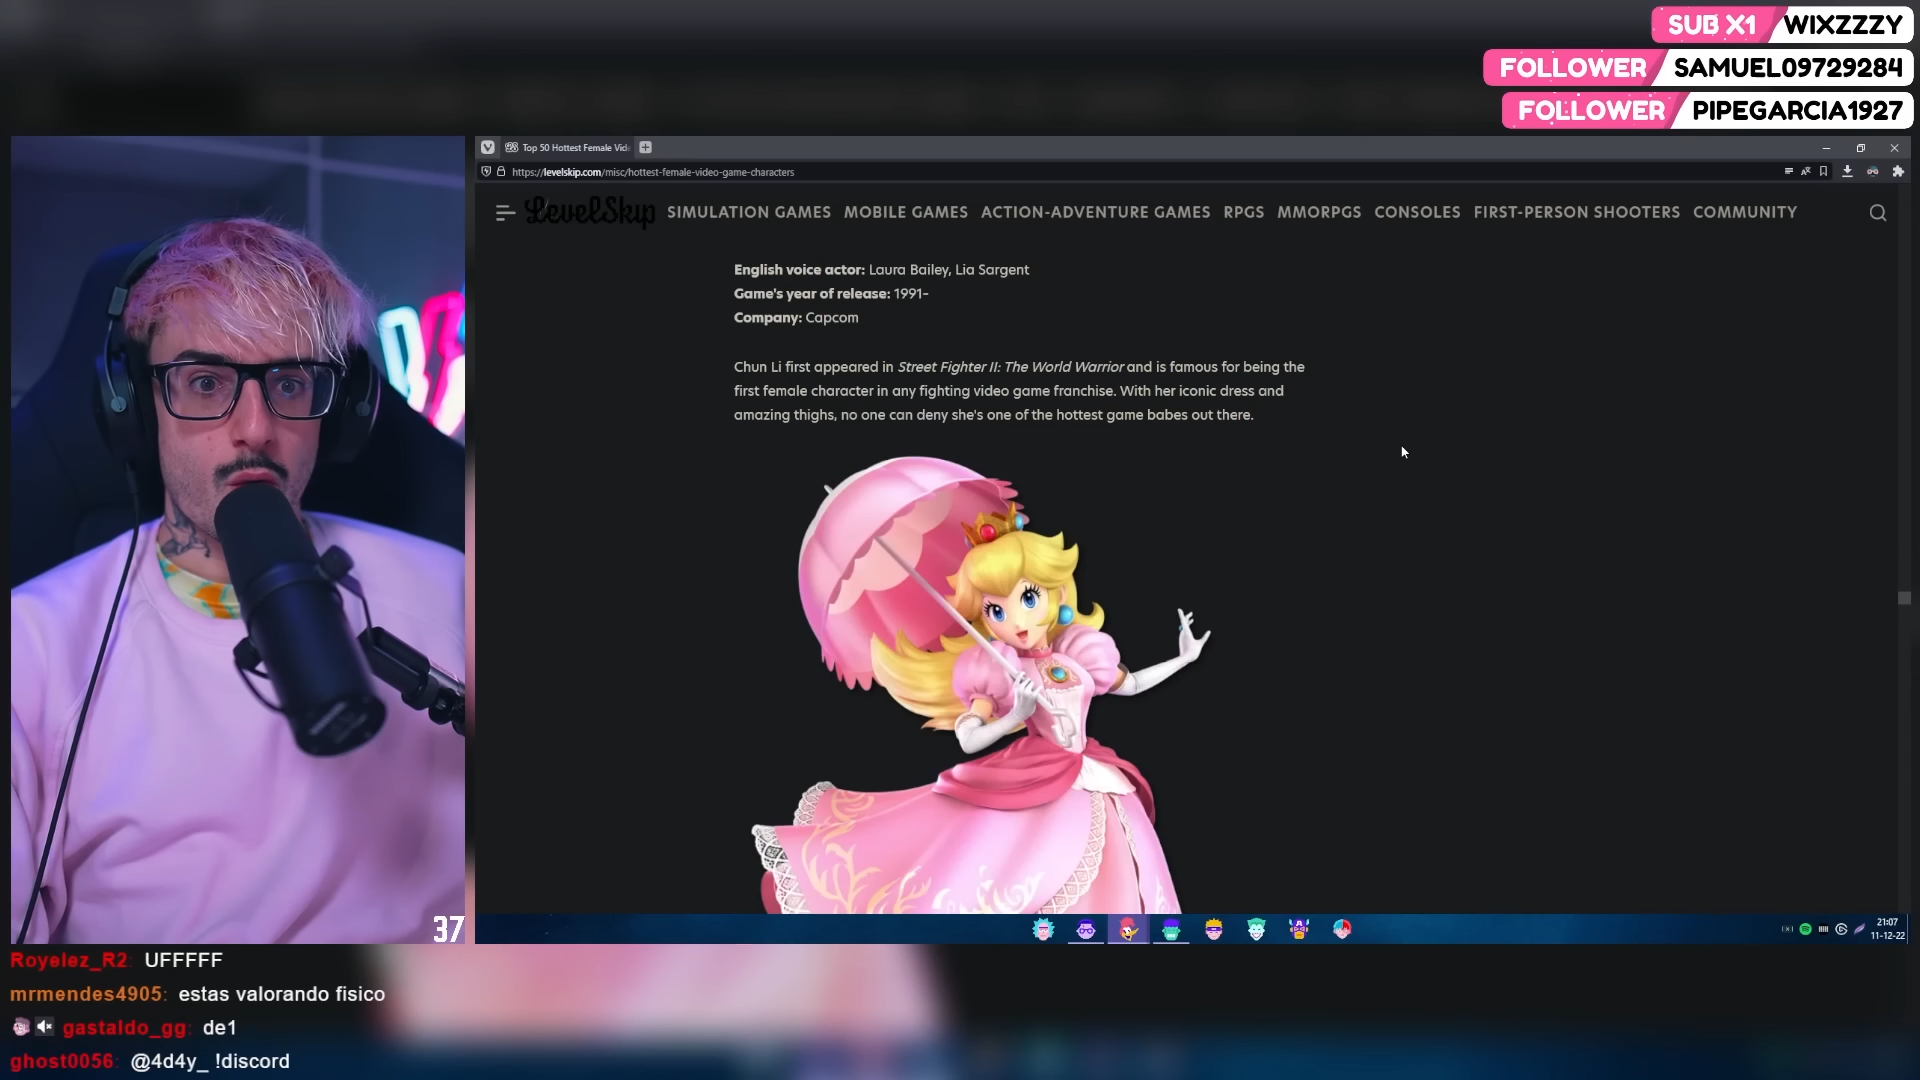 SUB X1 WIXZZZY
FOLLOWER SAMUEL09729284
FOLLOWER PIPEGARCIA1927
Top 50 Hottest Female Vid
https://levelskip.com/misc/hottest-female-video-game-characters
LevelSkip SIMULATION GAMES MOBILE GAMES ACTION-ADVENTURE GAMES RPGS MMORPGS CONSOLES FIRST-PERSON SHOOTERS COMMUNITY
English voice actor: Laura Bailey, Lia Sargent
Game's year of release: 1991-
Company: Capcom
Chun Li first appeared in Street Fighter II: The World Warrior and is famous for being the
first female character in any fighting video game franchise. With her iconic dress and
amazing thighs, no one can deny she's one of the hottest game babes out there.
37
21:07
11-12-22
Royelez_R2: UFFFFF
mrmendes4905: estas valorando fisico
gastaldo_gg: de1
ghost0056: @4d4y_ !discord